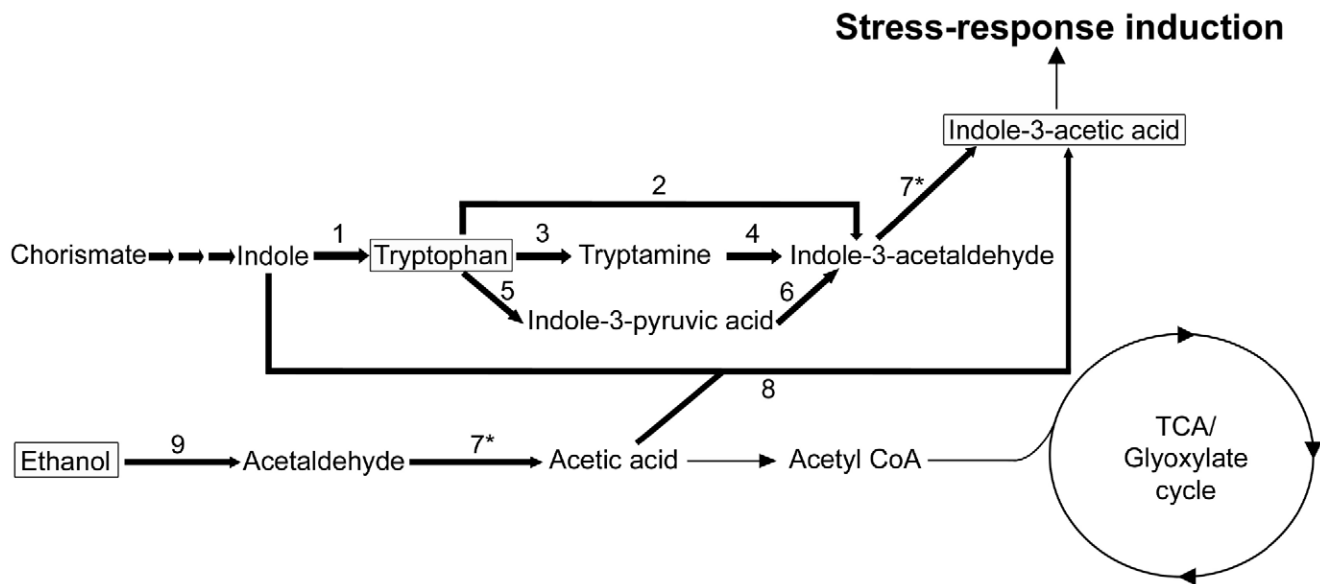 Stress-response induction
Indole-3-acetic acid
7*
2
Chorismate Indole 1 Tryptophan 3 Tryptamine 4 Indole-3-acetaldehyde
5 Indole-3-pyruvic acid 6
8
Ethanol 9 Acetaldehyde 7* Acetic acid Acetyl CoA
TCA/
Glyoxylate
cycle